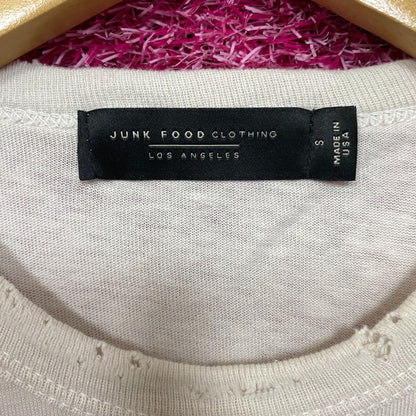 JUNK FOOD CLOTHING
LOS ANGELES
S
MADE IN
USA